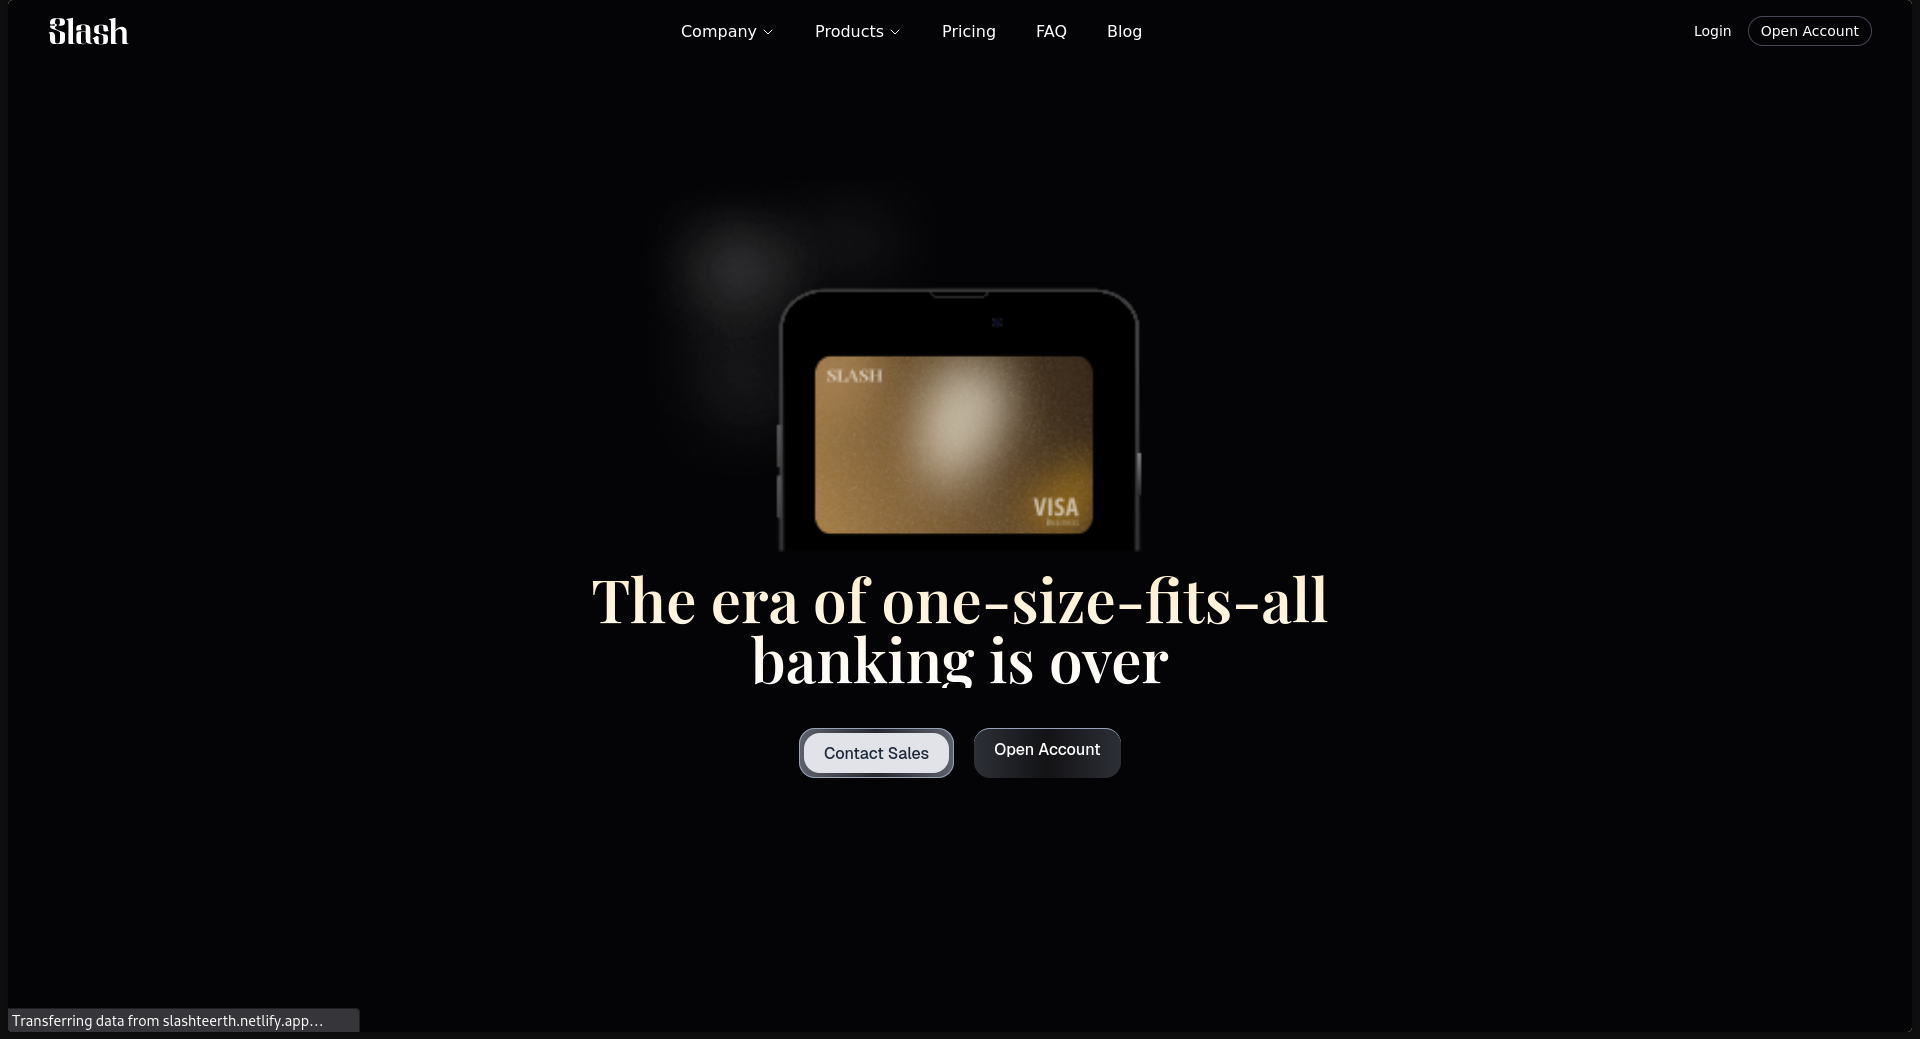 Slash
Company
Products
Pricing
FAQ
Blog
Login
Open Account
SLASH
VISA
Business
The era of one-size-fits-all
banking is over
Contact Sales
Open Account
Transferring data from slashteerth.netlify.app…